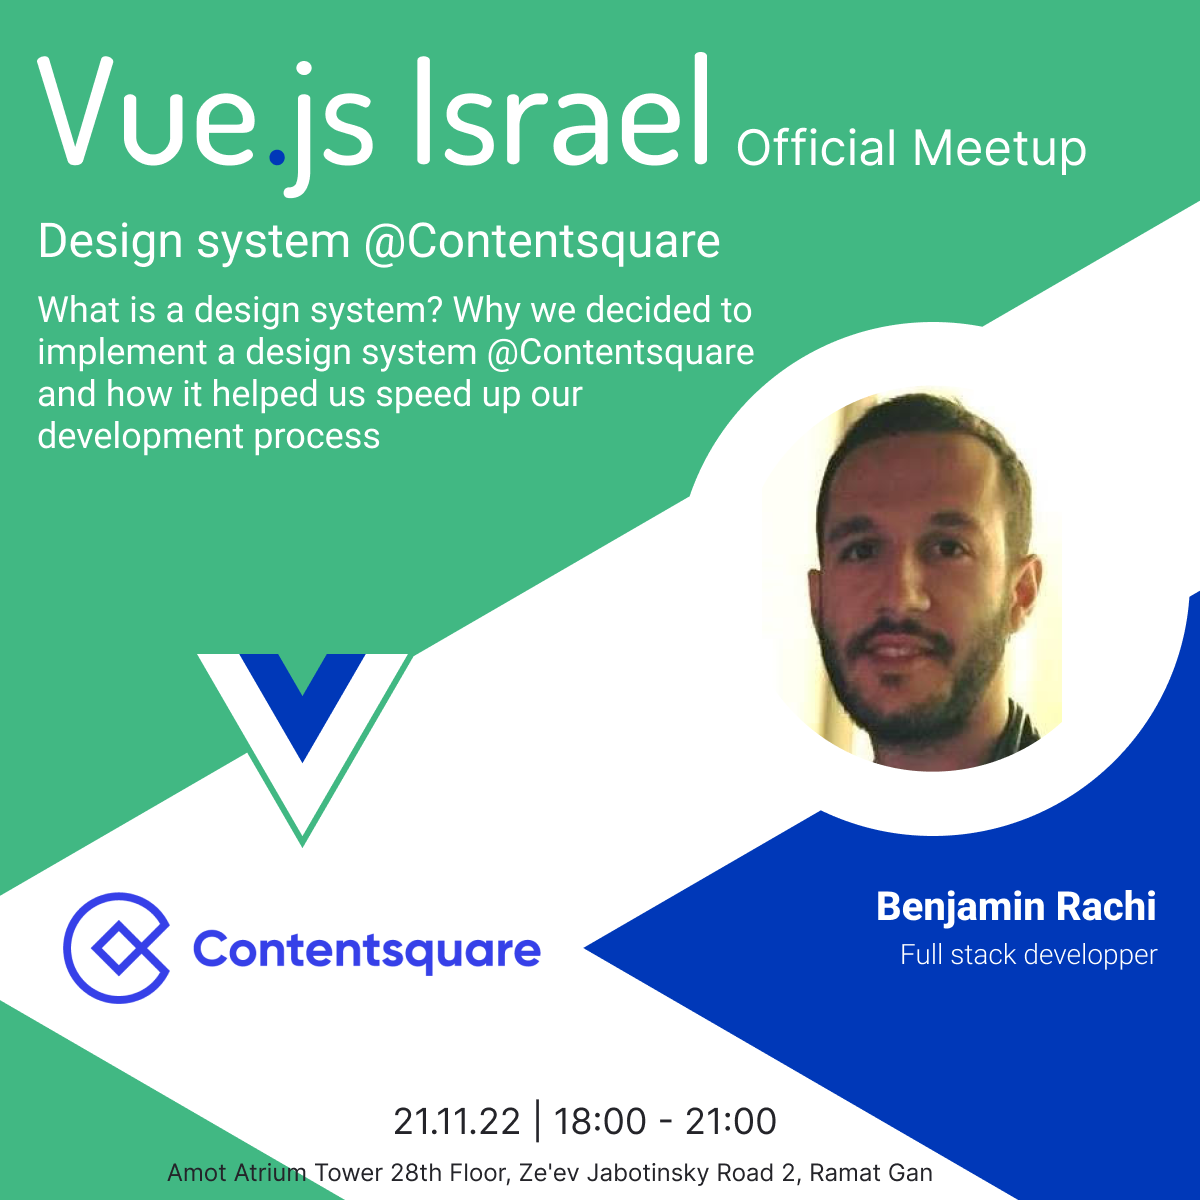 Vue.js Israel Official Meetup
Design system @Contentsquare
What is a design system? Why we decided to
implement a design system @Contentsquare
and how it helped us speed up our
development process
Contentsquare
Benjamin Rachi
Full stack developper
21.11.22 | 18:00 - 21:00
Amot Atrium Tower 28th Floor, Ze'ev Jabotinsky Road 2, Ramat Gan